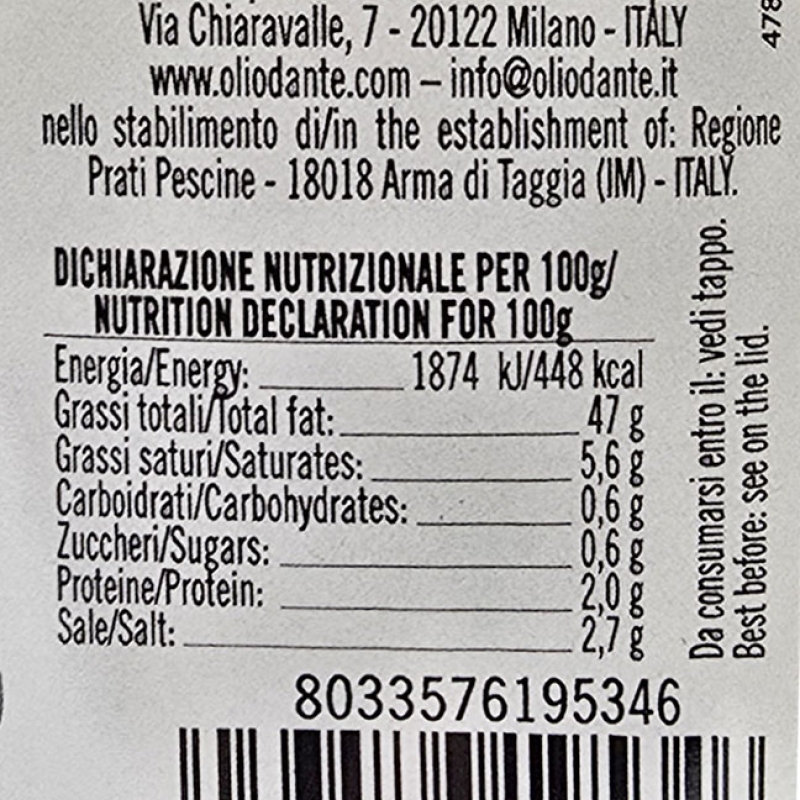 Via Chiaravalle, 7 - 20122 Milano - ITALY
www.oliodante.com – info@oliodante.it
nello stabilimento di/in the establishment of: Regione
Prati Pescine - 18018 Arma di Taggia (IM) - ITALY.
DICHIARAZIONE NUTRIZIONALE PER 100g/
NUTRITION DECLARATION FOR 100g
Energia/Energy: 1874 kJ/448 kcal
Grassi totali/Total fat: 47 g
Grassi saturi/Saturates: 5,6 g
Carboidrati/Carbohydrates: 0,6 g
Zuccheri/Sugars: 0,6 g
Proteine/Protein: 2,0 g
Sale/Salt: 2,7 g
8033576195346
Da consumarsi entro il: vedi tappo.
Best before: see on the lid.
478